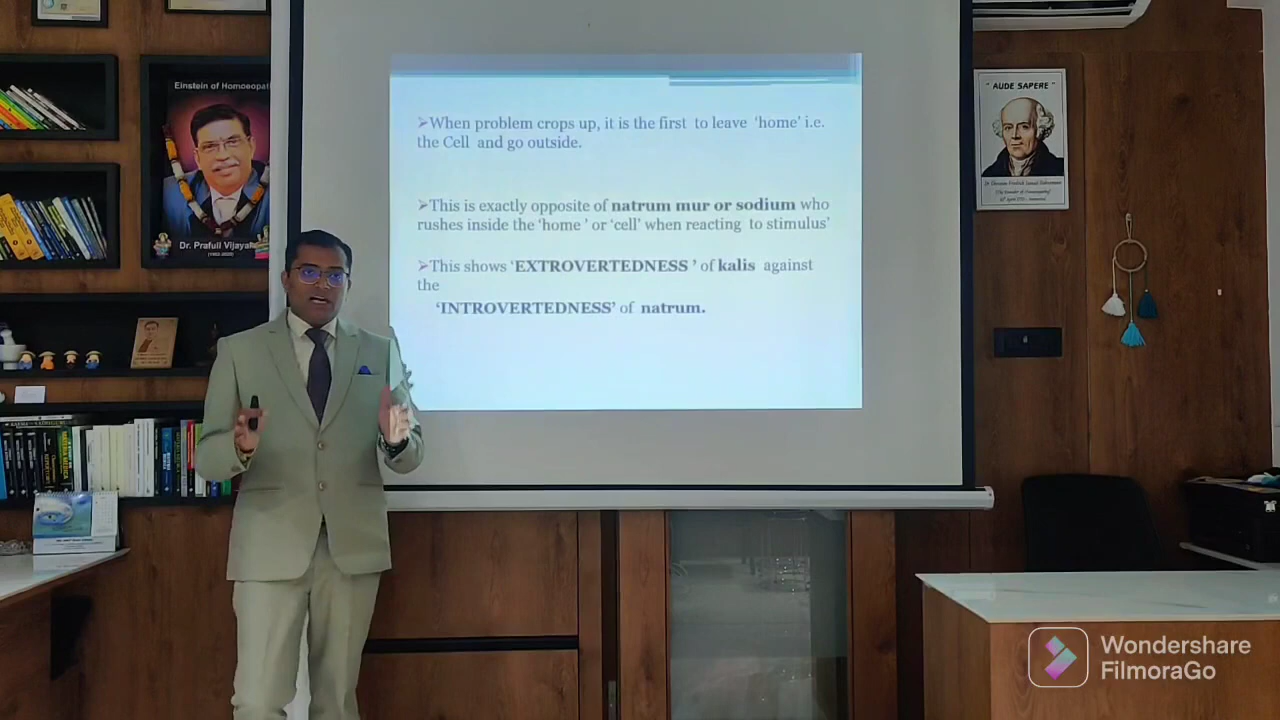 Einstein of Homoeopat
Dr. Prafull Vijayak
➢When problem crops up, it is the first to leave ‘home’ i.e.
the Cell and go outside.
➢This is exactly opposite of natrum mur or sodium who
rushes inside the ‘home ’ or ‘cell’ when reacting to stimulus’
➢This shows ‘EXTROVERTEDNESS ’ of kalis against
the
‘INTROVERTEDNESS’ of natrum.
“ AUDE SAPERE ”
Wondershare
FilmoraGo